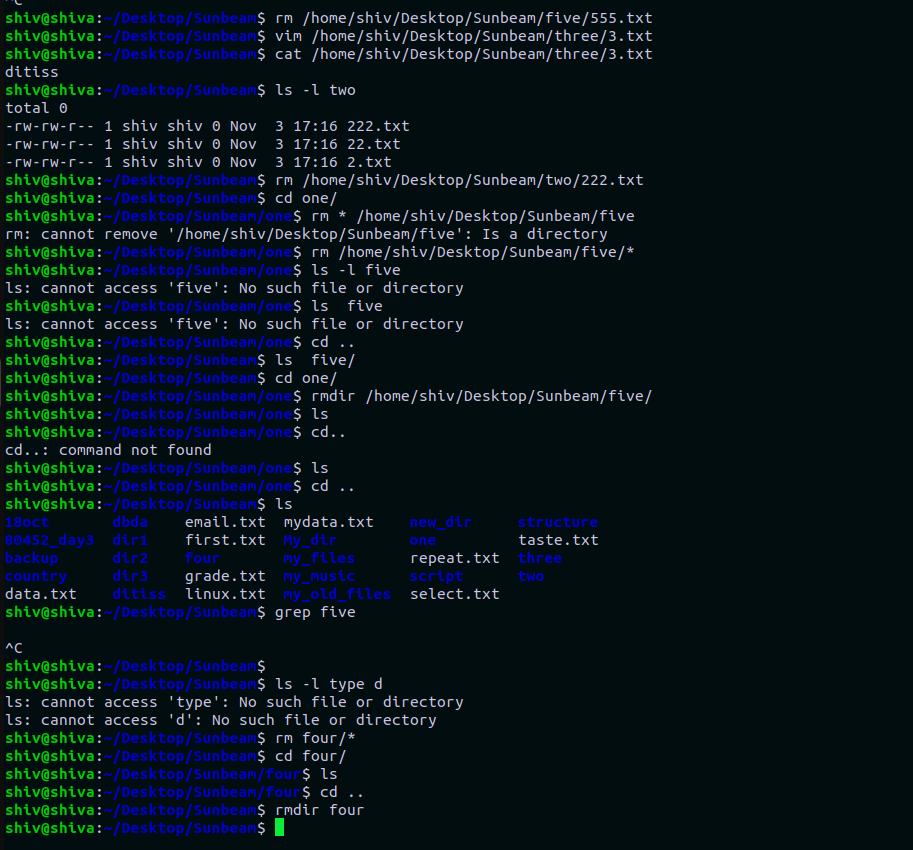 ^C
shiv@shiva:~/Desktop/Sunbeam$ rm /home/shiv/Desktop/Sunbeam/five/555.txt
shiv@shiva:~/Desktop/Sunbeam$ vim /home/shiv/Desktop/Sunbeam/three/3.txt
shiv@shiva:~/Desktop/Sunbeam$ cat /home/shiv/Desktop/Sunbeam/three/3.txt
ditiss
shiv@shiva:~/Desktop/Sunbeam$ ls -l two
total 0
-rw-rw-r-- 1 shiv shiv 0 Nov  3 17:16 222.txt
-rw-rw-r-- 1 shiv shiv 0 Nov  3 17:16 22.txt
-rw-rw-r-- 1 shiv shiv 0 Nov  3 17:16 2.txt
shiv@shiva:~/Desktop/Sunbeam$ rm /home/shiv/Desktop/Sunbeam/two/222.txt
shiv@shiva:~/Desktop/Sunbeam$ cd one/
shiv@shiva:~/Desktop/Sunbeam/one$ rm * /home/shiv/Desktop/Sunbeam/five
rm: cannot remove '/home/shiv/Desktop/Sunbeam/five': Is a directory
shiv@shiva:~/Desktop/Sunbeam/one$ rm /home/shiv/Desktop/Sunbeam/five/*
shiv@shiva:~/Desktop/Sunbeam/one$ ls -l five
ls: cannot access 'five': No such file or directory
shiv@shiva:~/Desktop/Sunbeam/one$ ls  five
ls: cannot access 'five': No such file or directory
shiv@shiva:~/Desktop/Sunbeam/one$ cd ..
shiv@shiva:~/Desktop/Sunbeam$ ls  five/
shiv@shiva:~/Desktop/Sunbeam$ cd one/
shiv@shiva:~/Desktop/Sunbeam/one$ rmdir /home/shiv/Desktop/Sunbeam/five/
shiv@shiva:~/Desktop/Sunbeam/one$ ls
shiv@shiva:~/Desktop/Sunbeam/one$ cd..
cd..: command not found
shiv@shiva:~/Desktop/Sunbeam/one$ ls
shiv@shiva:~/Desktop/Sunbeam/one$ cd ..
shiv@shiva:~/Desktop/Sunbeam$ ls
18oct       dbda    email.txt  mydata.txt    new_dir     structure
80452_day3  dir1    first.txt  My_dir        one         taste.txt
backup      dir2    four       my_files      repeat.txt  three
country     dir3    grade.txt  my_music      script      two
data.txt    ditiss  linux.txt  my_old_files  select.txt
shiv@shiva:~/Desktop/Sunbeam$ grep five

^C
shiv@shiva:~/Desktop/Sunbeam$
shiv@shiva:~/Desktop/Sunbeam$ ls -l type d
ls: cannot access 'type': No such file or directory
ls: cannot access 'd': No such file or directory
shiv@shiva:~/Desktop/Sunbeam$ rm four/*
shiv@shiva:~/Desktop/Sunbeam$ cd four/
shiv@shiva:~/Desktop/Sunbeam/four$ ls
shiv@shiva:~/Desktop/Sunbeam/four$ cd ..
shiv@shiva:~/Desktop/Sunbeam$ rmdir four
shiv@shiva:~/Desktop/Sunbeam$